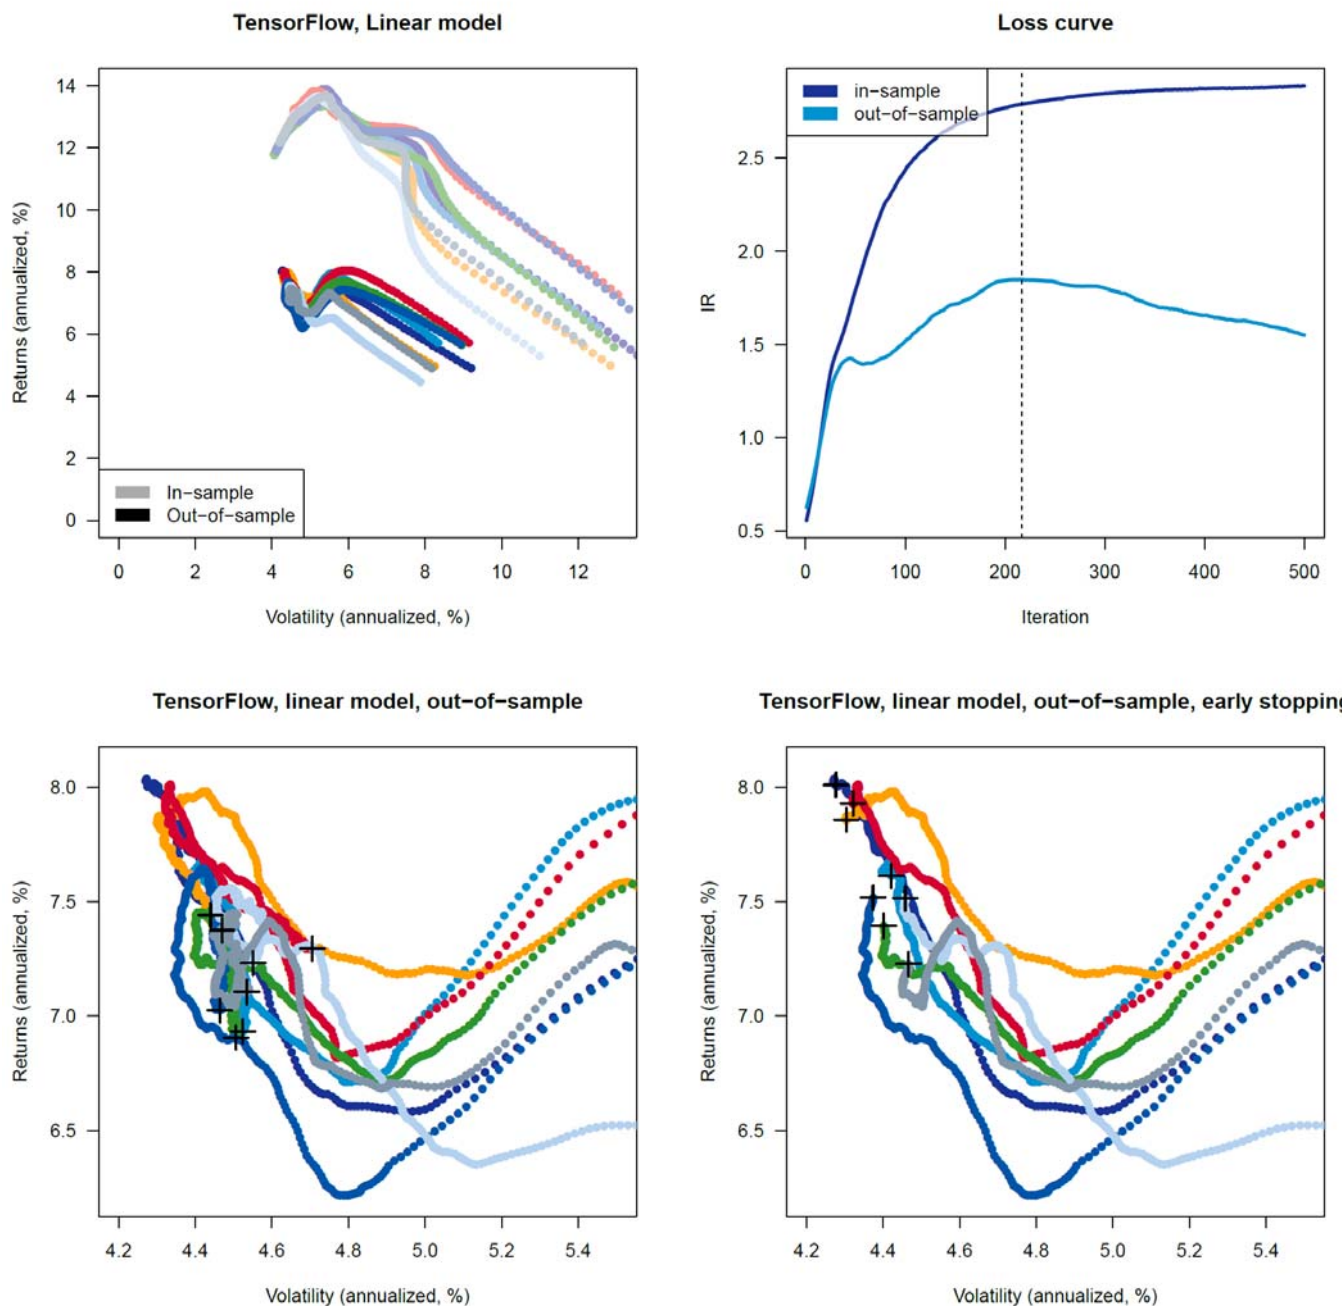 TensorFlow, Linear model
Returns (annualized, %)
14
12
10
8
6
4
2
0
In-sample
Out-of-sample
0 2 4 6 8 10 12
Volatility (annualized, %)
Loss curve
in-sample
out-of-sample
IR
2.5
2.0
1.5
1.0
0.5
0 100 200 300 400 500
Iteration
TensorFlow, linear model, out-of-sample
Returns (annualized, %)
8.0
7.5
7.0
6.5
4.2 4.4 4.6 4.8 5.0 5.2 5.4
Volatility (annualized, %)
TensorFlow, linear model, out-of-sample, early stopping
Returns (annualized, %)
8.0
7.5
7.0
6.5
4.2 4.4 4.6 4.8 5.0 5.2 5.4
Volatility (annualized, %)